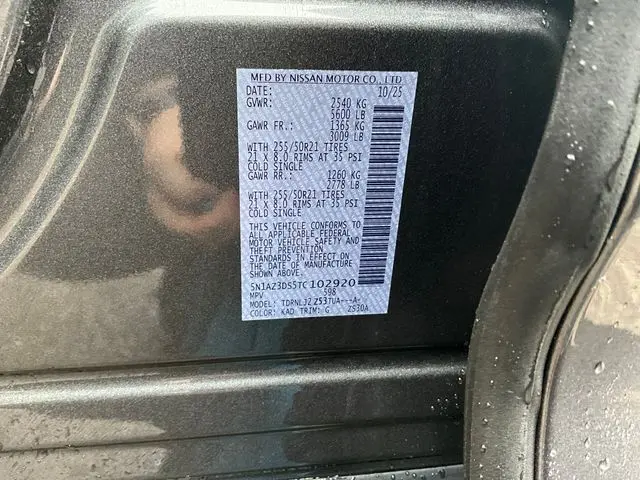 MFD BY NISSAN MOTOR CO., LTD
DATE: 10/25
GVWR: 2540 KG
5600 LB
GAWR FR.: 1365 KG
3009 LB
WITH 255/50R21 TIRES
21 X 8.0 RIMS AT 35 PSI
COLD SINGLE
GAWR RR.: 1260 KG
2778 LB
WITH 255/50R21 TIRES
21 X 8.0 RIMS AT 35 PSI
COLD SINGLE
THIS VEHICLE CONFORMS TO
ALL APPLICABLE FEDERAL
MOTOR VEHICLE SAFETY AND
THEFT PREVENTION
STANDARDS IN EFFECT ON
THE DATE OF MANUFACTURE
SHOWN ABOVE.
5N1AZ3DS5TC102920
MPV 598
MODEL: TDRNLJZ Z53TUA---A-
COLOR: KAD TRIM: G ZS30A